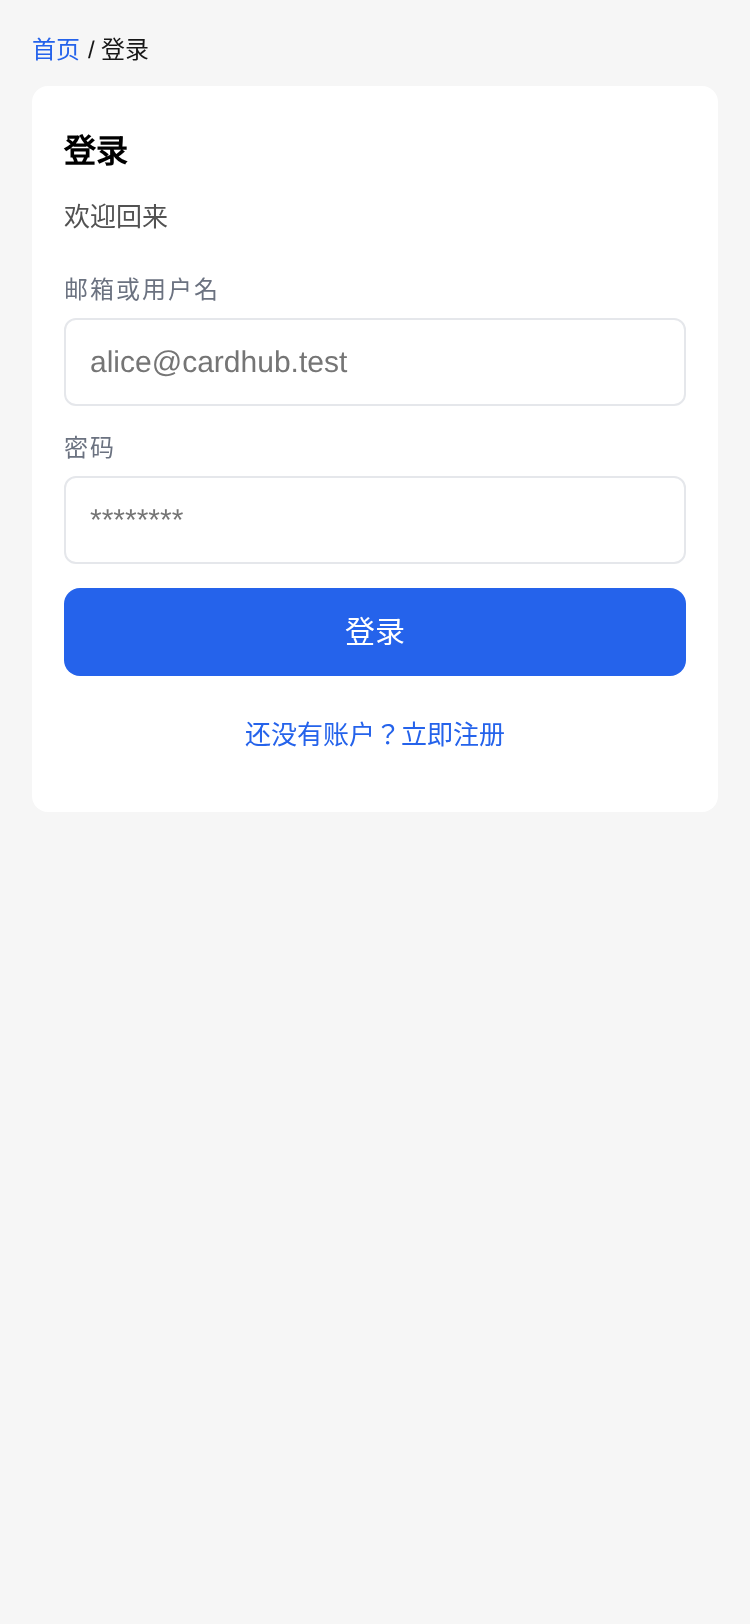 首页 / 登录
登录
欢迎回来
邮箱或用户名
alice@cardhub.test
密码
********
登录
还没有账户？立即注册